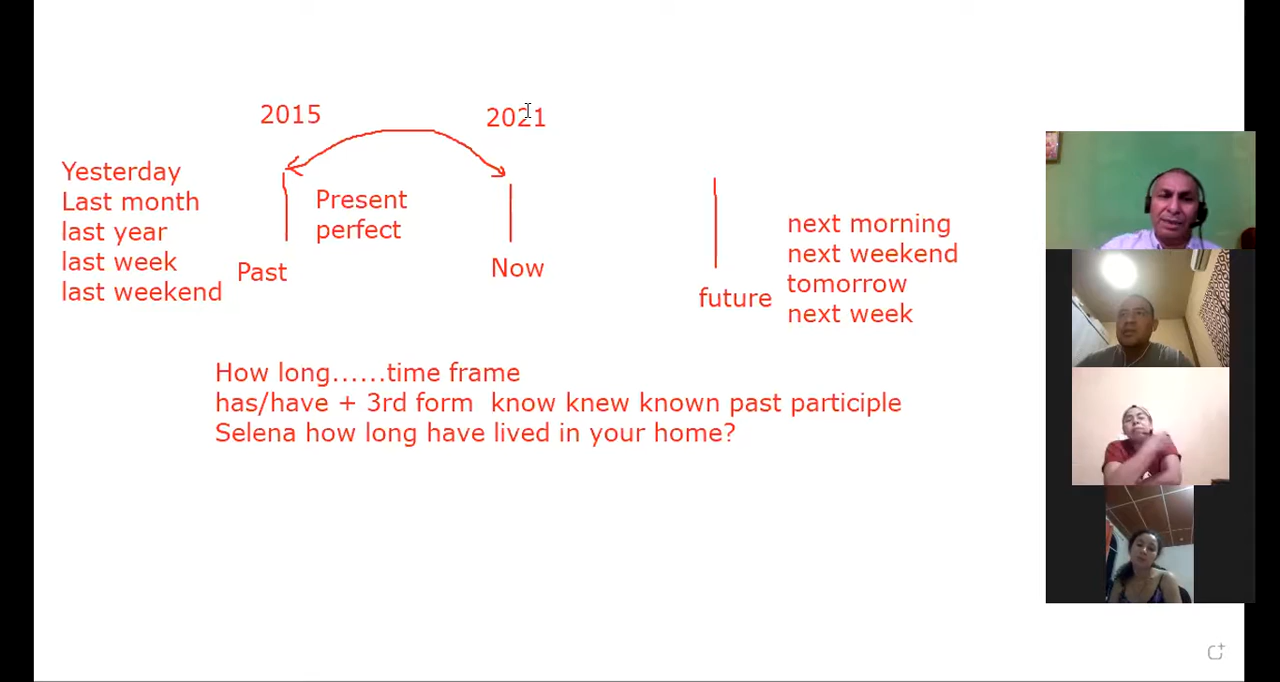 2015
2021
Yesterday
Last month
last year
last week
last weekend
Past
Present
perfect
Now
future
next morning
next weekend
tomorrow
next week
How long......time frame
has/have + 3rd form  know knew known past participle
Selena how long have lived in your home?